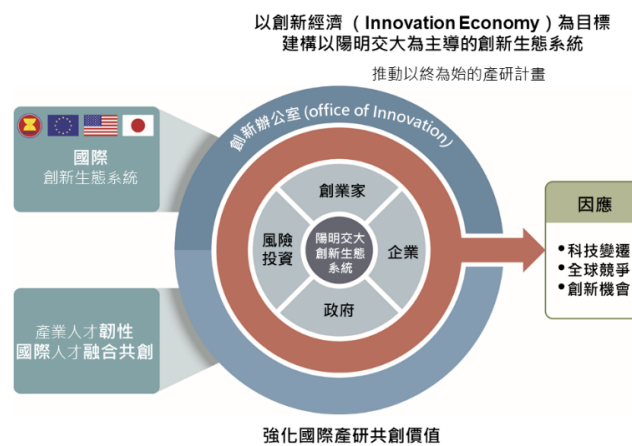 以創新經濟 （ Innovation Economy ）為目標
建構以陽明交大為主導的創新生態系統
推動以終為始的產研計畫
創新辦公室 (office of Innovation)
國際
創新生態系統
產業人才韌性
國際人才融合共創
創業家
風險
投資
陽明交大
創新生態
系統
企業
政府
因應
•科技變遷
•全球競爭
•創新機會
強化國際產研共創價值